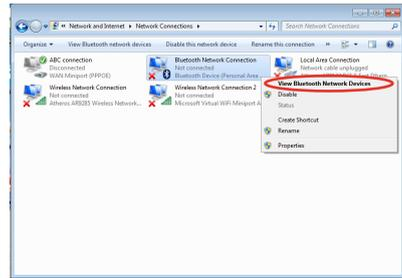 « Network and Internet ▸ Network Connections ▸
Search Network Connections
Organize ▾ View Bluetooth network devices Disable this network device Rename this connection »
ABC connection
Disconnected
WAN Miniport (PPPOE)
Bluetooth Network Connection
Not connected
Bluetooth Device (Personal Area ...
Local Area Connection
Network cable unplugged
Wireless Network Connection
Not connected
Atheros AR9285 Wireless Network...
Wireless Network Connection 2
Not connected
Microsoft Virtual WiFi Miniport A
View Bluetooth Network Devices
Disable
Status
Create Shortcut
Rename
Properties